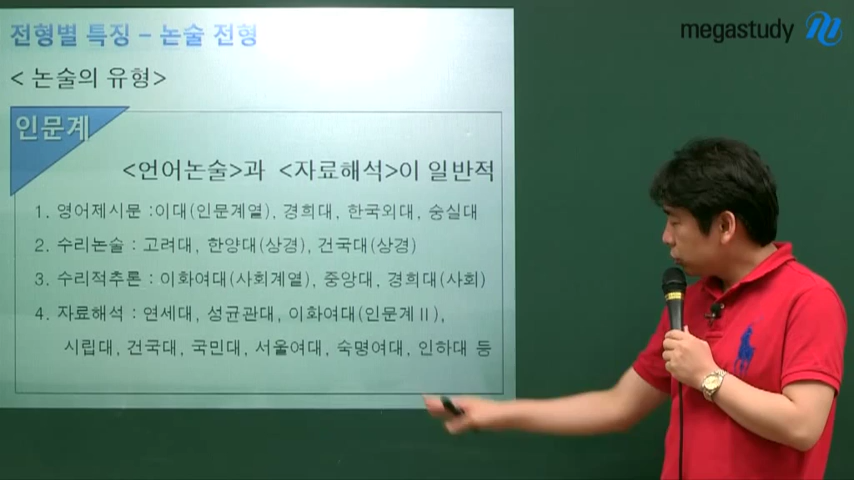 전형별 특징 – 논술 전형
megastudy
< 논술의 유형>
인문계
<언어논술>과 <자료해석>이 일반적
1. 영어제시문 :이대(인문계열), 경희대, 한국외대, 숭실대
2. 수리논술 : 고려대, 한양대(상경), 건국대(상경)
3. 수리적추론 : 이화여대(사회계열), 중앙대, 경희대(사회)
4. 자료해석 : 연세대, 성균관대, 이화여대(인문계Ⅱ),
시립대, 건국대, 국민대, 서울여대, 숙명여대, 인하대 등